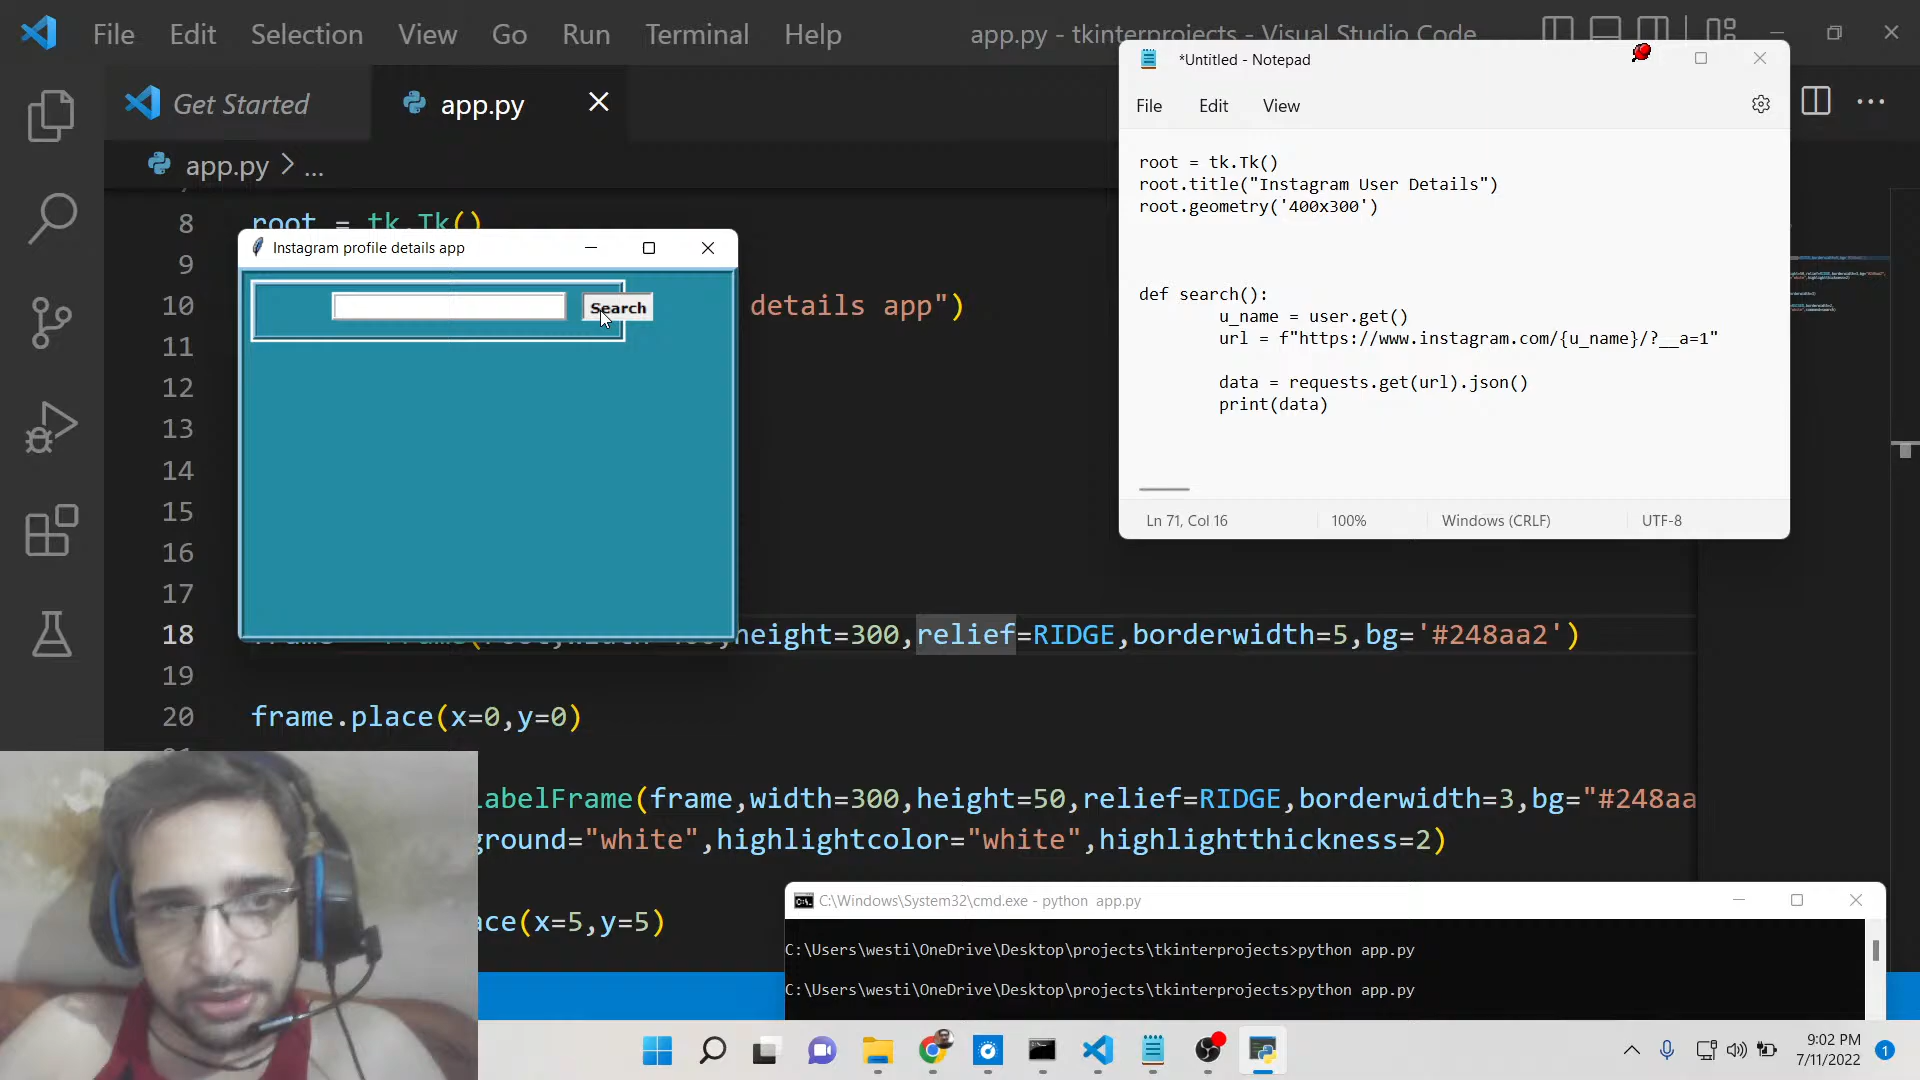 File Edit Selection View Go Run Terminal Help
app.py - tkinterprojects - Visual Studio Code
Get Started
app.py
app.py > ...
8 root = tk.Tk()
9
10 details app")
11
12
13
14
15
16
17
18 height=300,relief=RIDGE,borderwidth=5,bg='#248aa2')
19
20 frame.place(x=0,y=0)
abelFrame(frame,width=300,height=50,relief=RIDGE,borderwidth=3,bg="#248aa
ground="white",highlightcolor="white",highlightthickness=2)
ace(x=5,y=5)
Instagram profile details app
Search
*Untitled - Notepad
File Edit View
root = tk.Tk()
root.title("Instagram User Details")
root.geometry('400x300')
def search():
u_name = user.get()
url = f"https://www.instagram.com/{u_name}/?__a=1"
data = requests.get(url).json()
print(data)
Ln 71, Col 16 100% Windows (CRLF) UTF-8
C:\Windows\System32\cmd.exe - python app.py
C:\Users\westi\OneDrive\Desktop\projects\tkinterprojects>python app.py
C:\Users\westi\OneDrive\Desktop\projects\tkinterprojects>python app.py
9:02 PM
7/11/2022
1